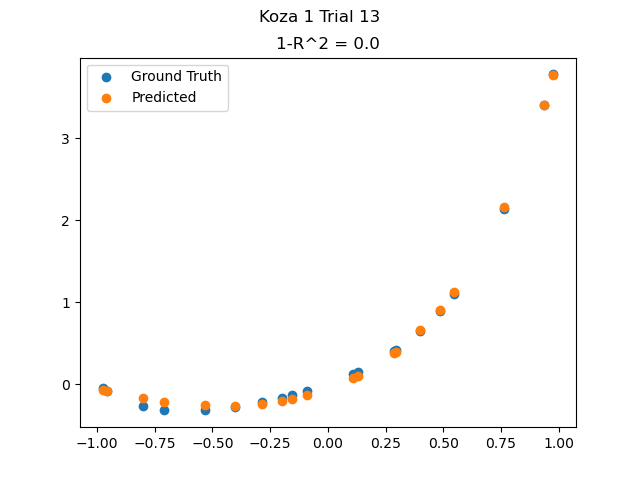 Koza 1 Trial 13
1-R^2 = 0.0
Ground Truth
Predicted
3
2
1
0
−1.00 −0.75 −0.50 −0.25 0.00 0.25 0.50 0.75 1.00